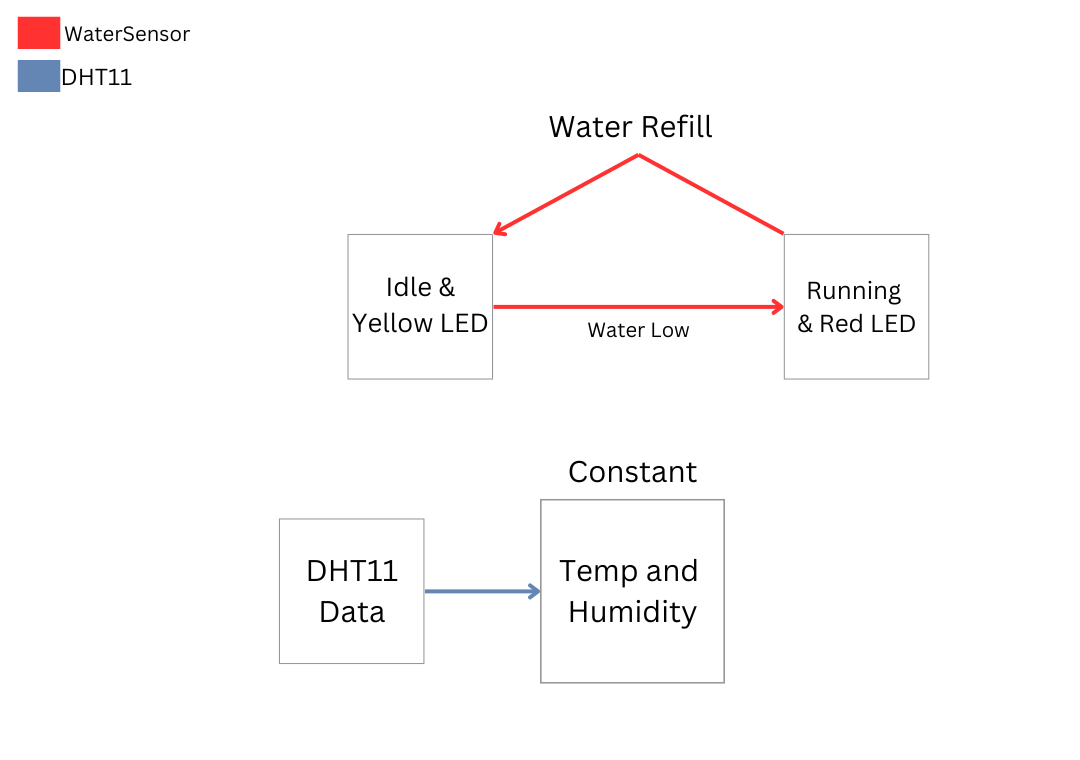 WaterSensor
DHT11
Water Refill
Idle &
Yellow LED
Water Low
Running
& Red LED
Constant
DHT11
Data
Temp and
Humidity